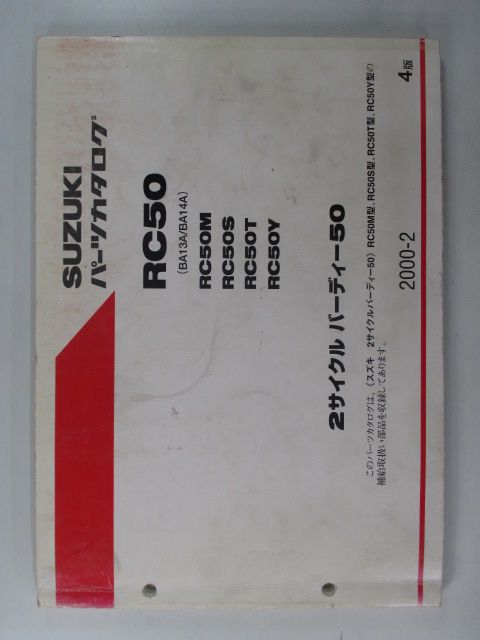 SUZUKI
パーツカタログ
RC50
(BA13A/BA14A)
RC50M
RC50S
RC50T
RC50Y
2サイクル バーディー50
このパーツカタログは、〈スズキ 2サイクルバーディー50〉RC50M型、RC50S型、RC50T型、RC50Y型の
補給取扱い部品を収録してあります。
2000-2
4版